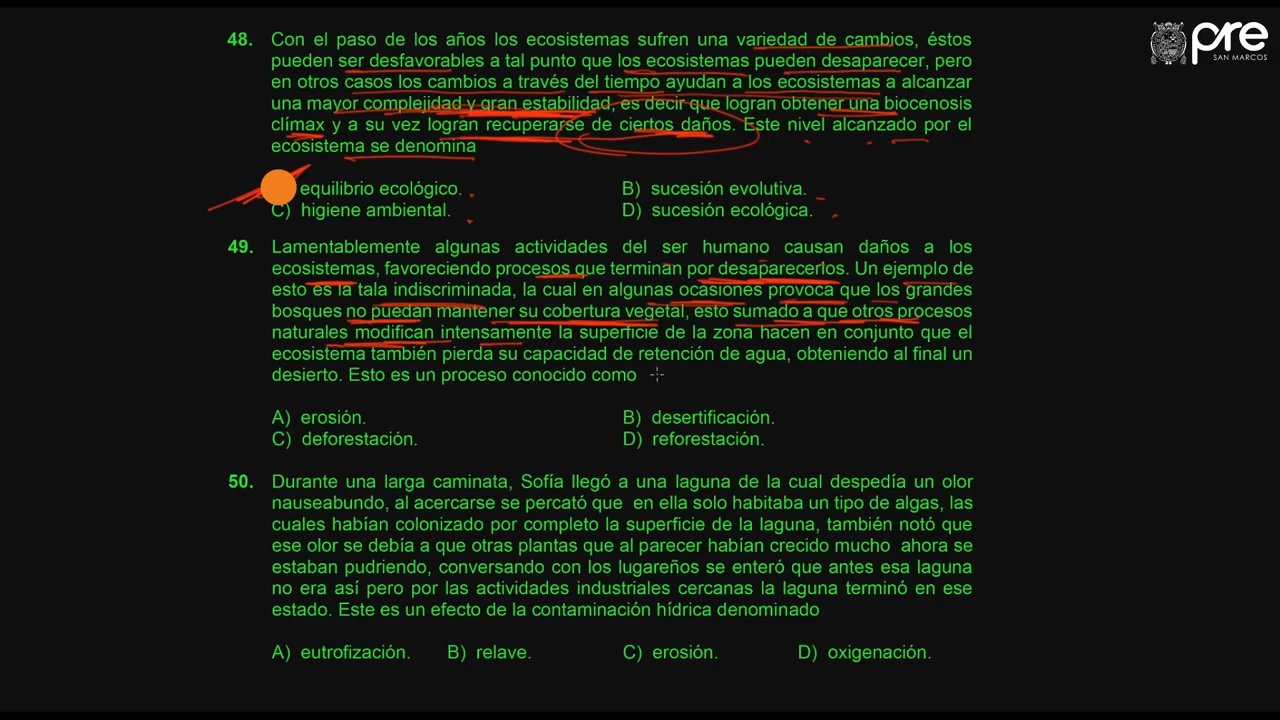 pre
SAN MARCOS
48. Con el paso de los años los ecosistemas sufren una variedad de cambios, éstos
pueden ser desfavorables a tal punto que los ecosistemas pueden desaparecer, pero
en otros casos los cambios a través del tiempo ayudan a los ecosistemas a alcanzar
una mayor complejidad y gran estabilidad, es decir que logran obtener una biocenosis
clímax y a su vez logran recuperarse de ciertos daños. Este nivel alcanzado por el
ecosistema se denomina
equilibrio ecológico. B) sucesión evolutiva.
C) higiene ambiental. D) sucesión ecológica.
49. Lamentablemente algunas actividades del ser humano causan daños a los
ecosistemas, favoreciendo procesos que terminan por desaparecerlos. Un ejemplo de
esto es la tala indiscriminada, la cual en algunas ocasiones provoca que los grandes
bosques no puedan mantener su cobertura vegetal, esto sumado a que otros procesos
naturales modifican intensamente la superficie de la zona hacen en conjunto que el
ecosistema también pierda su capacidad de retención de agua, obteniendo al final un
desierto. Esto es un proceso conocido como
A) erosión. B) desertificación.
C) deforestación. D) reforestación.
50. Durante una larga caminata, Sofía llegó a una laguna de la cual despedía un olor
nauseabundo, al acercarse se percató que en ella solo habitaba un tipo de algas, las
cuales habían colonizado por completo la superficie de la laguna, también notó que
ese olor se debía a que otras plantas que al parecer habían crecido mucho ahora se
estaban pudriendo, conversando con los lugareños se enteró que antes esa laguna
no era así pero por las actividades industriales cercanas la laguna terminó en ese
estado. Este es un efecto de la contaminación hídrica denominado
A) eutrofización. B) relave. C) erosión. D) oxigenación.